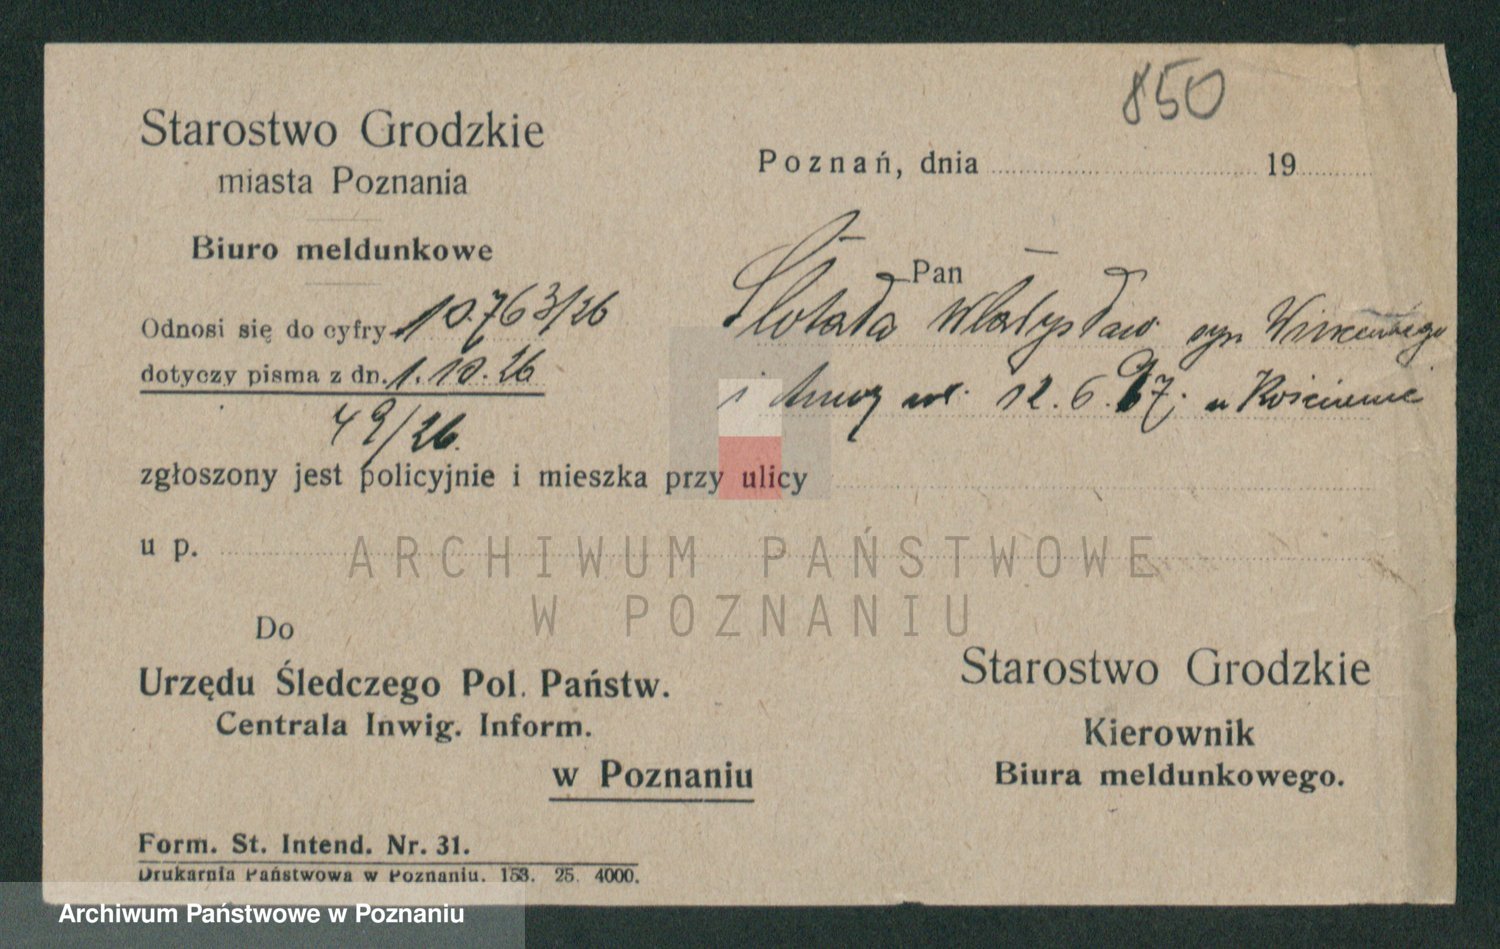 850
Starostwo Grodzkie
miasta Poznania
Biuro meldunkowe
Poznań, dnia 19
Odnosi się do cyfry 10.763/26
dotyczy pisma z dn. 1.10.26
49/26.
Pan
Władysław syn Wincentego
i Anny ur. 12.6. w Kościanie
zgłoszony jest policyjnie i mieszka przy ulicy
u p.
ARCHIWUM PAŃSTWOWE
W POZNANIU
Do
Urzędu Śledczego Pol. Państw.
Centrala Inwig. Inform.
w Poznaniu
Starostwo Grodzkie
Kierownik
Biura meldunkowego.
Form. St. Intend. Nr. 31.
Drukarnia Państwowa w Poznaniu. 153. 25. 4000.
Archiwum Państwowe w Poznaniu